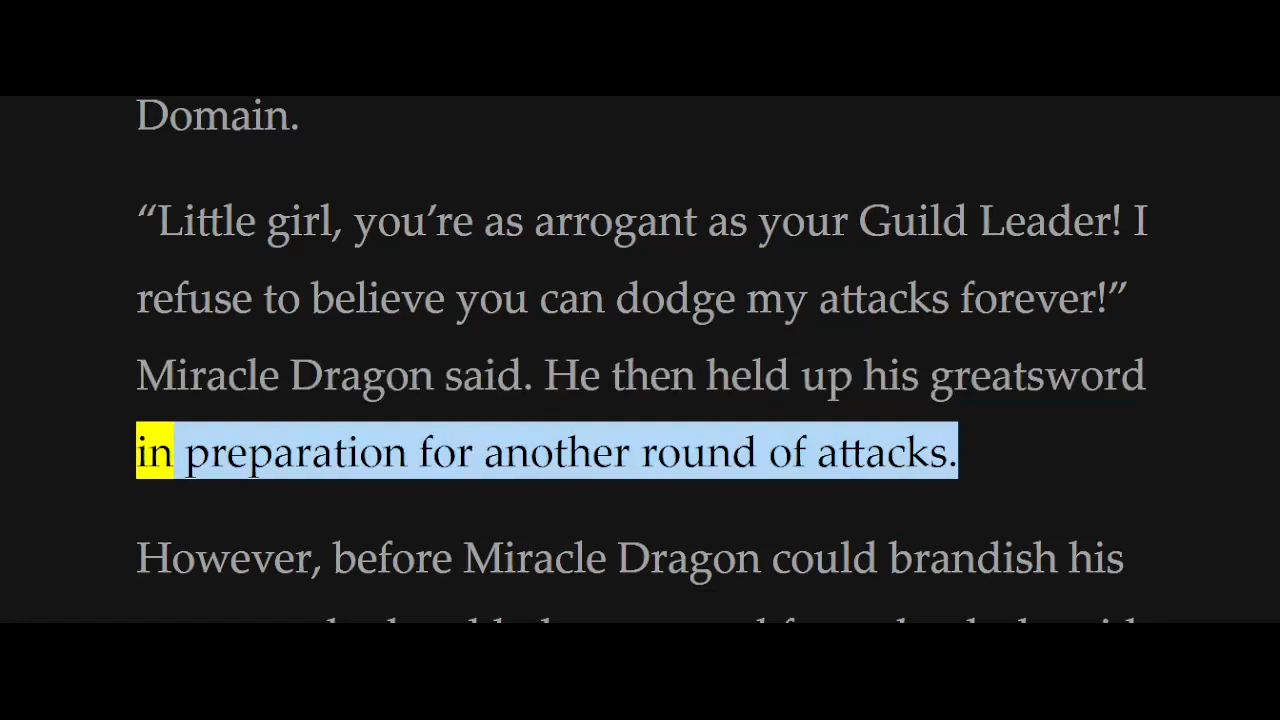 Domain.
“Little girl, you’re as arrogant as your Guild Leader! I
refuse to believe you can dodge my attacks forever!”
Miracle Dragon said. He then held up his greatsword
in preparation for another round of attacks.
However, before Miracle Dragon could brandish his